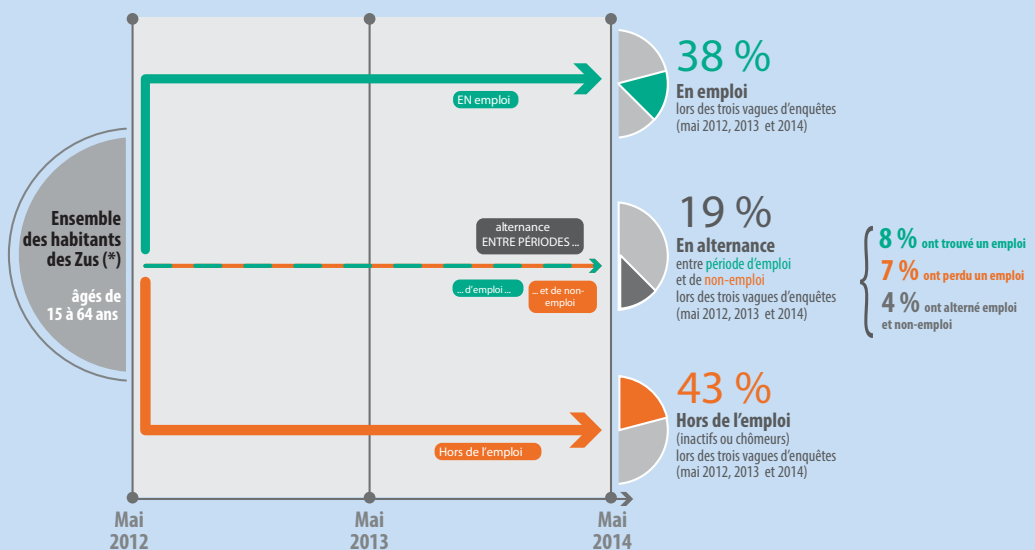 Ensemble
des habitants
des Zus (*)
âgés de
15 à 64 ans
EN emploi
alternance
ENTRE PÉRIODES ...
... d'emploi ...
... et de non-
emploi
Hors de l'emploi
Mai
2012
Mai
2013
Mai
2014
38 %
En emploi
lors des trois vagues d'enquêtes
(mai 2012, 2013 et 2014)
19 %
En alternance
entre période d'emploi
et de non-emploi
lors des trois vagues d'enquêtes
(mai 2012, 2013 et 2014)
8 % ont trouvé un emploi
7 % ont perdu un emploi
4 % ont alterné emploi
et non-emploi
43 %
Hors de l'emploi
(inactifs ou chômeurs)
lors des trois vagues d'enquêtes
(mai 2012, 2013 et 2014)